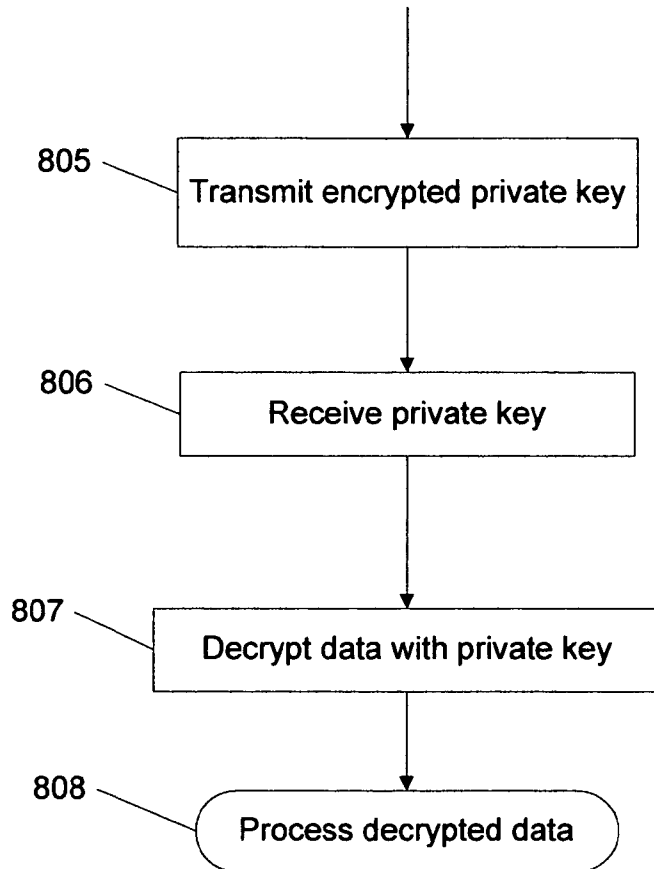 805
Transmit encrypted private key
806
Receive private key
807
Decrypt data with private key
808
Process decrypted data